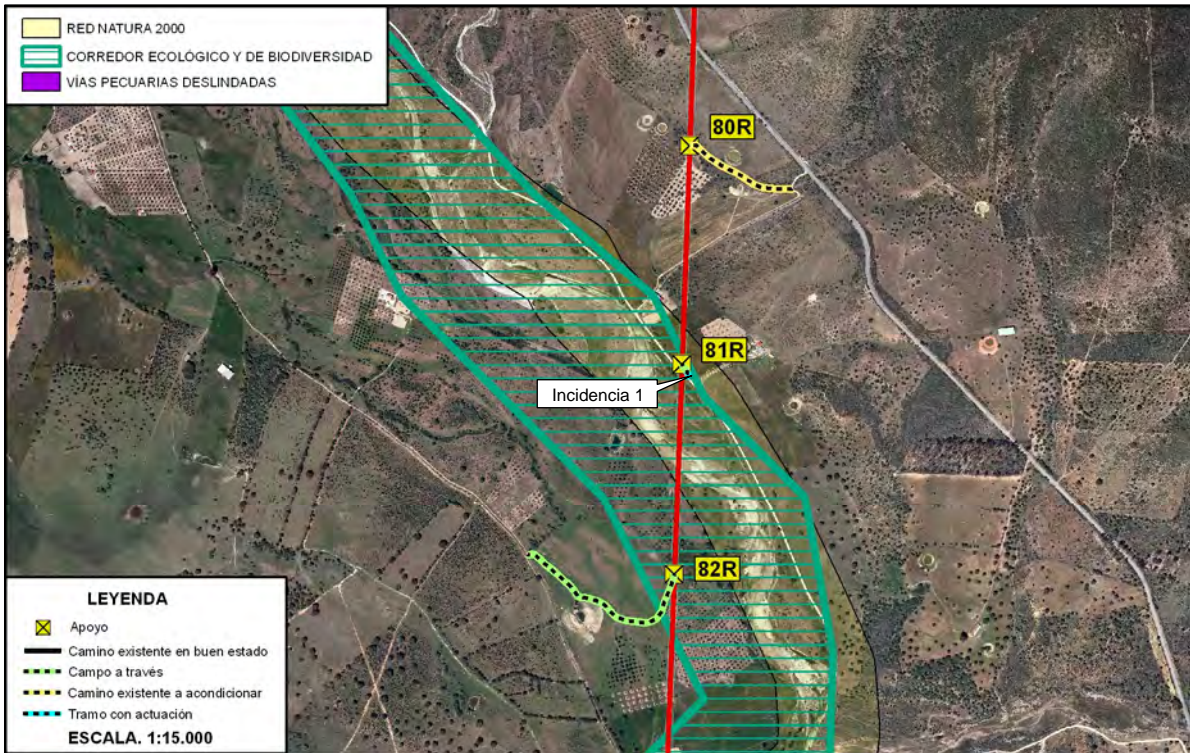 RED NATURA 2000
CORREDOR ECOLÓGICO Y DE BIODIVERSIDAD
VÍAS PECUARIAS DESLINDADAS
80R
81R
Incidencia 1
82R
LEYENDA
Apoyo
Camino existente en buen estado
Campo a través
Camino existente a acondicionar
Tramo con actuación
ESCALA. 1:15.000